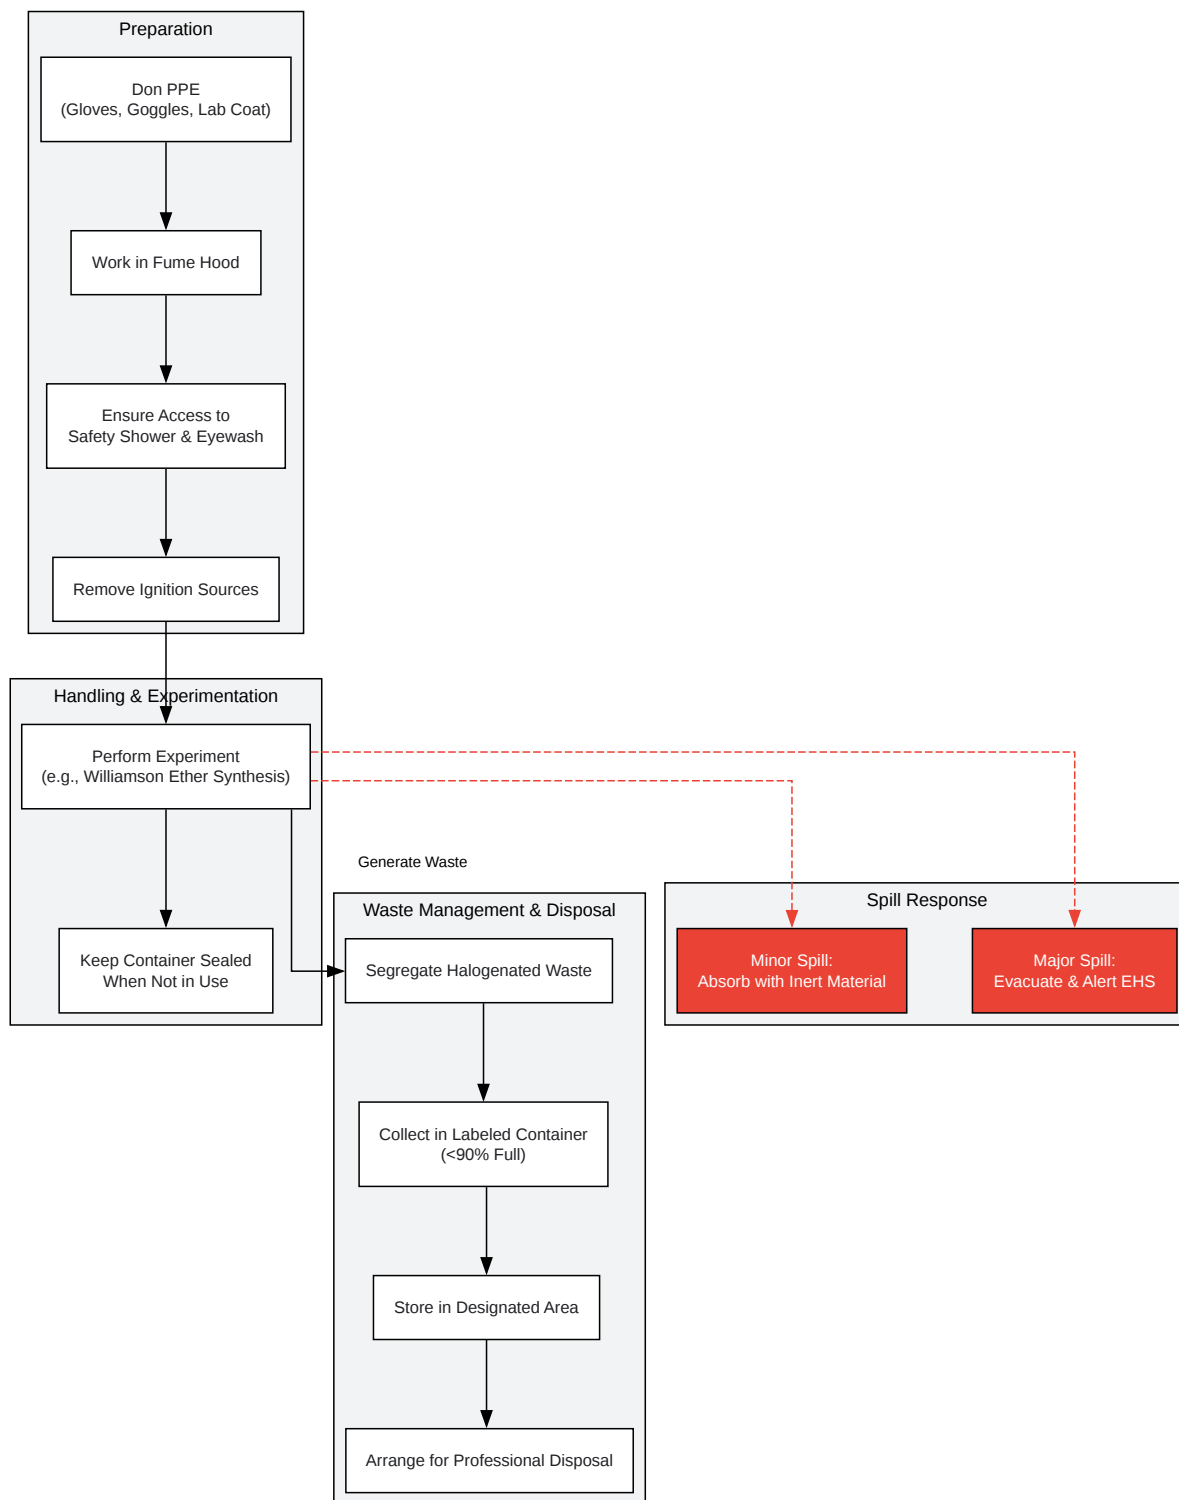 Preparation
Don PPE
(Gloves, Goggles, Lab Coat)
Work in Fume Hood
Ensure Access to
Safety Shower & Eyewash
Remove Ignition Sources
Handling & Experimentation
Perform Experiment
(e.g., Williamson Ether Synthesis)
Keep Container Sealed
When Not in Use
Generate Waste
Waste Management & Disposal
Segregate Halogenated Waste
Collect in Labeled Container
(<90% Full)
Store in Designated Area
Arrange for Professional Disposal
Spill Response
Minor Spill:
Absorb with Inert Material
Major Spill:
Evacuate & Alert EHS